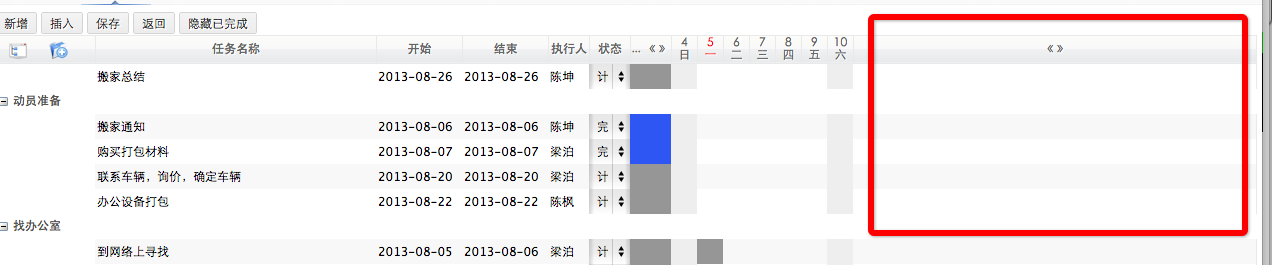 新增 插入 保存 返回 隐藏已完成
任务名称 开始 结束 执行人 状态 ... « » 4 日 5 一 6 二 7 三 8 四 9 五 10 六 « »
搬家总结 2013-08-26 2013-08-26 陈坤 计
动员准备
搬家通知 2013-08-06 2013-08-06 陈坤 完
购买打包材料 2013-08-07 2013-08-07 梁泊 完
联系车辆，询价，确定车辆 2013-08-20 2013-08-20 梁泊 计
办公设备打包 2013-08-22 2013-08-22 陈枫 计
找办公室
到网络上寻找 2013-08-05 2013-08-06 梁泊 计